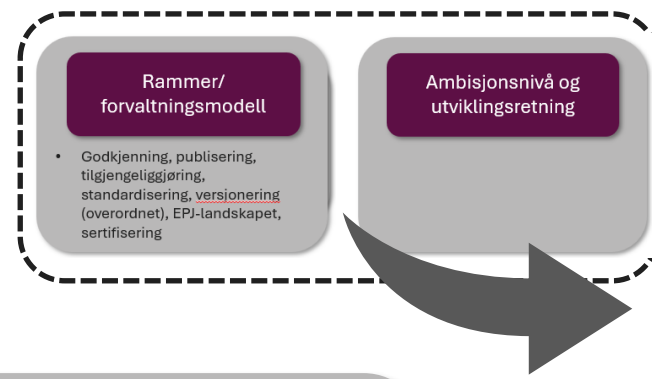 Rammer/
forvaltningsmodell
• Godkjenning, publisering,
tilgjengeliggjøring,
standardisering, versjonering
(overordnet), EPJ-landskapet,
sertifisering
Ambisjonsnivå og
utviklingsretning